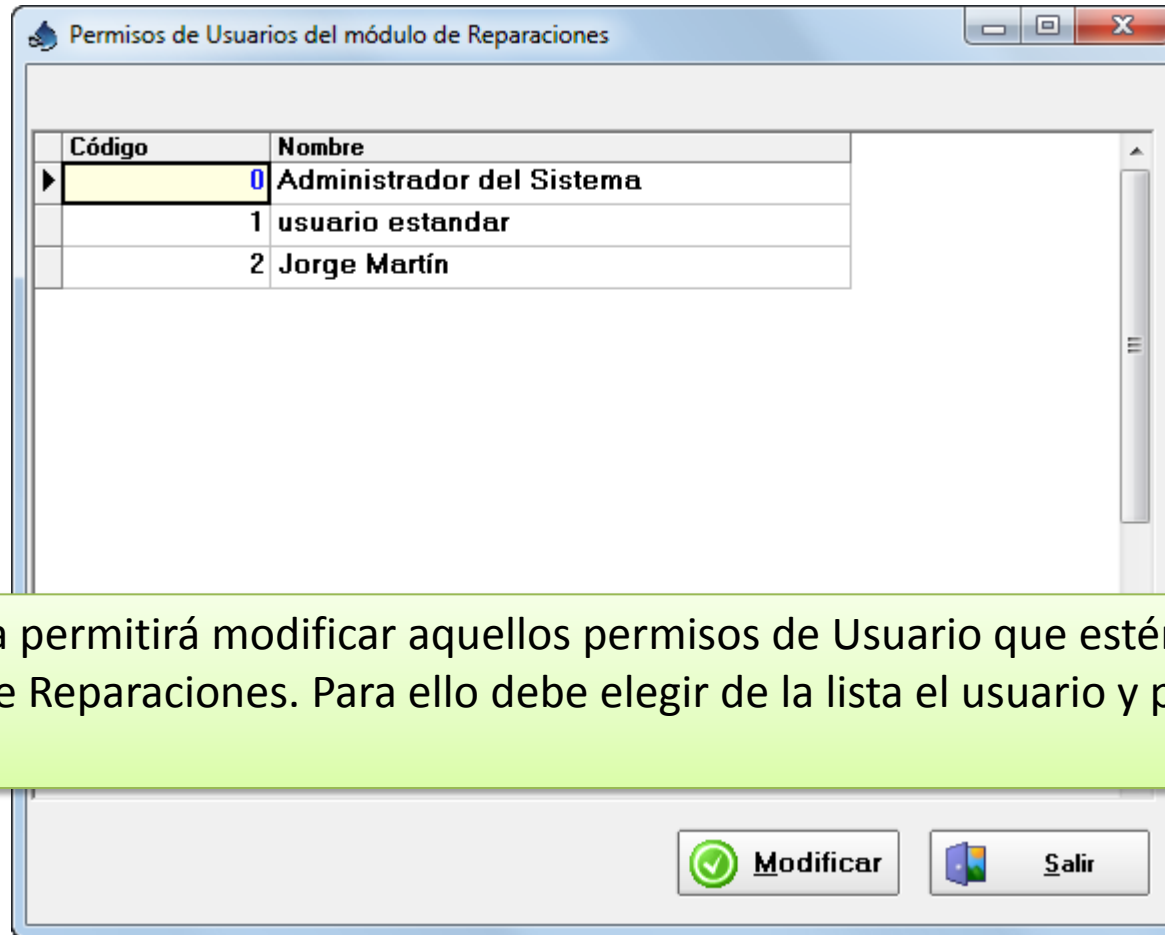 Permisos de Usuarios del módulo de Reparaciones
Código Nombre
0 Administrador del Sistema
1 usuario estandar
2 Jorge Martín
permitirá modificar aquellos permisos de Usuario que
Reparaciones. Para ello debe elegir de la lista el usuario y
Modificar Salir